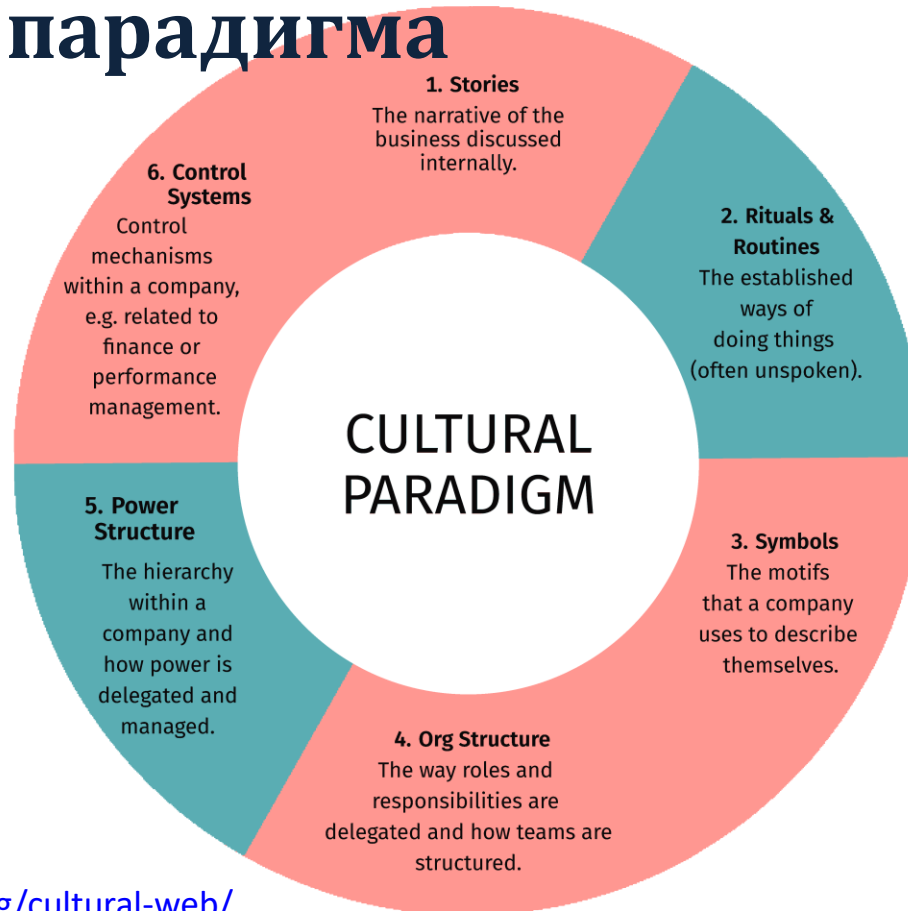 парадигма
1. Stories
The narrative of the
business discussed
internally.
2. Rituals &
Routines
The established
ways of
doing things
(often unspoken).
3. Symbols
The motifs
that a company
uses to describe
themselves.
4. Org Structure
The way roles and
responsibilities are
delegated and how teams are
structured.
5. Power
Structure
The hierarchy
within a
company and
how power is
delegated and
managed.
6. Control
Systems
Control
mechanisms
within a company,
e.g. related to
finance or
performance
management.
CULTURAL
PARADIGM
g/cultural-web/